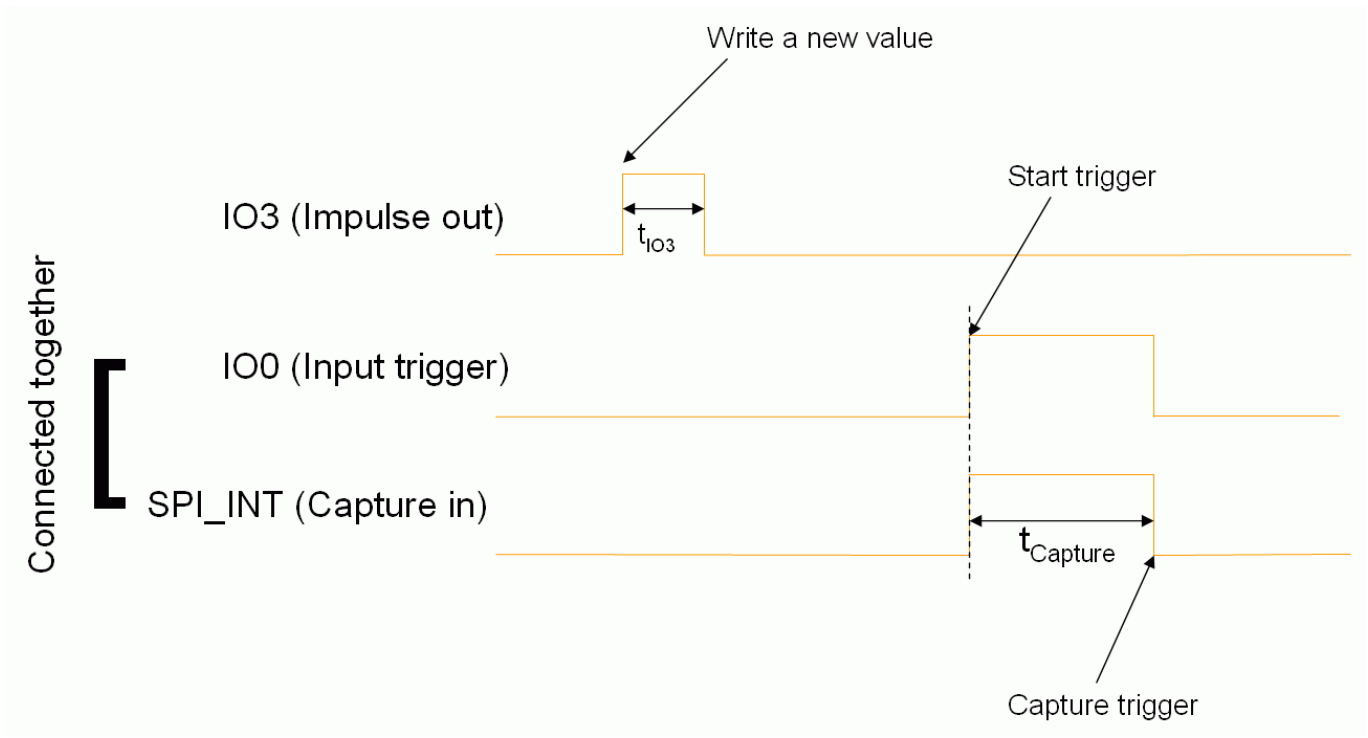 Write a new value
Start trigger
IO3 (Impulse out)
tIO3
Connected together
IO0 (Input trigger)
SPI_INT (Capture in)
tCapture
Capture trigger